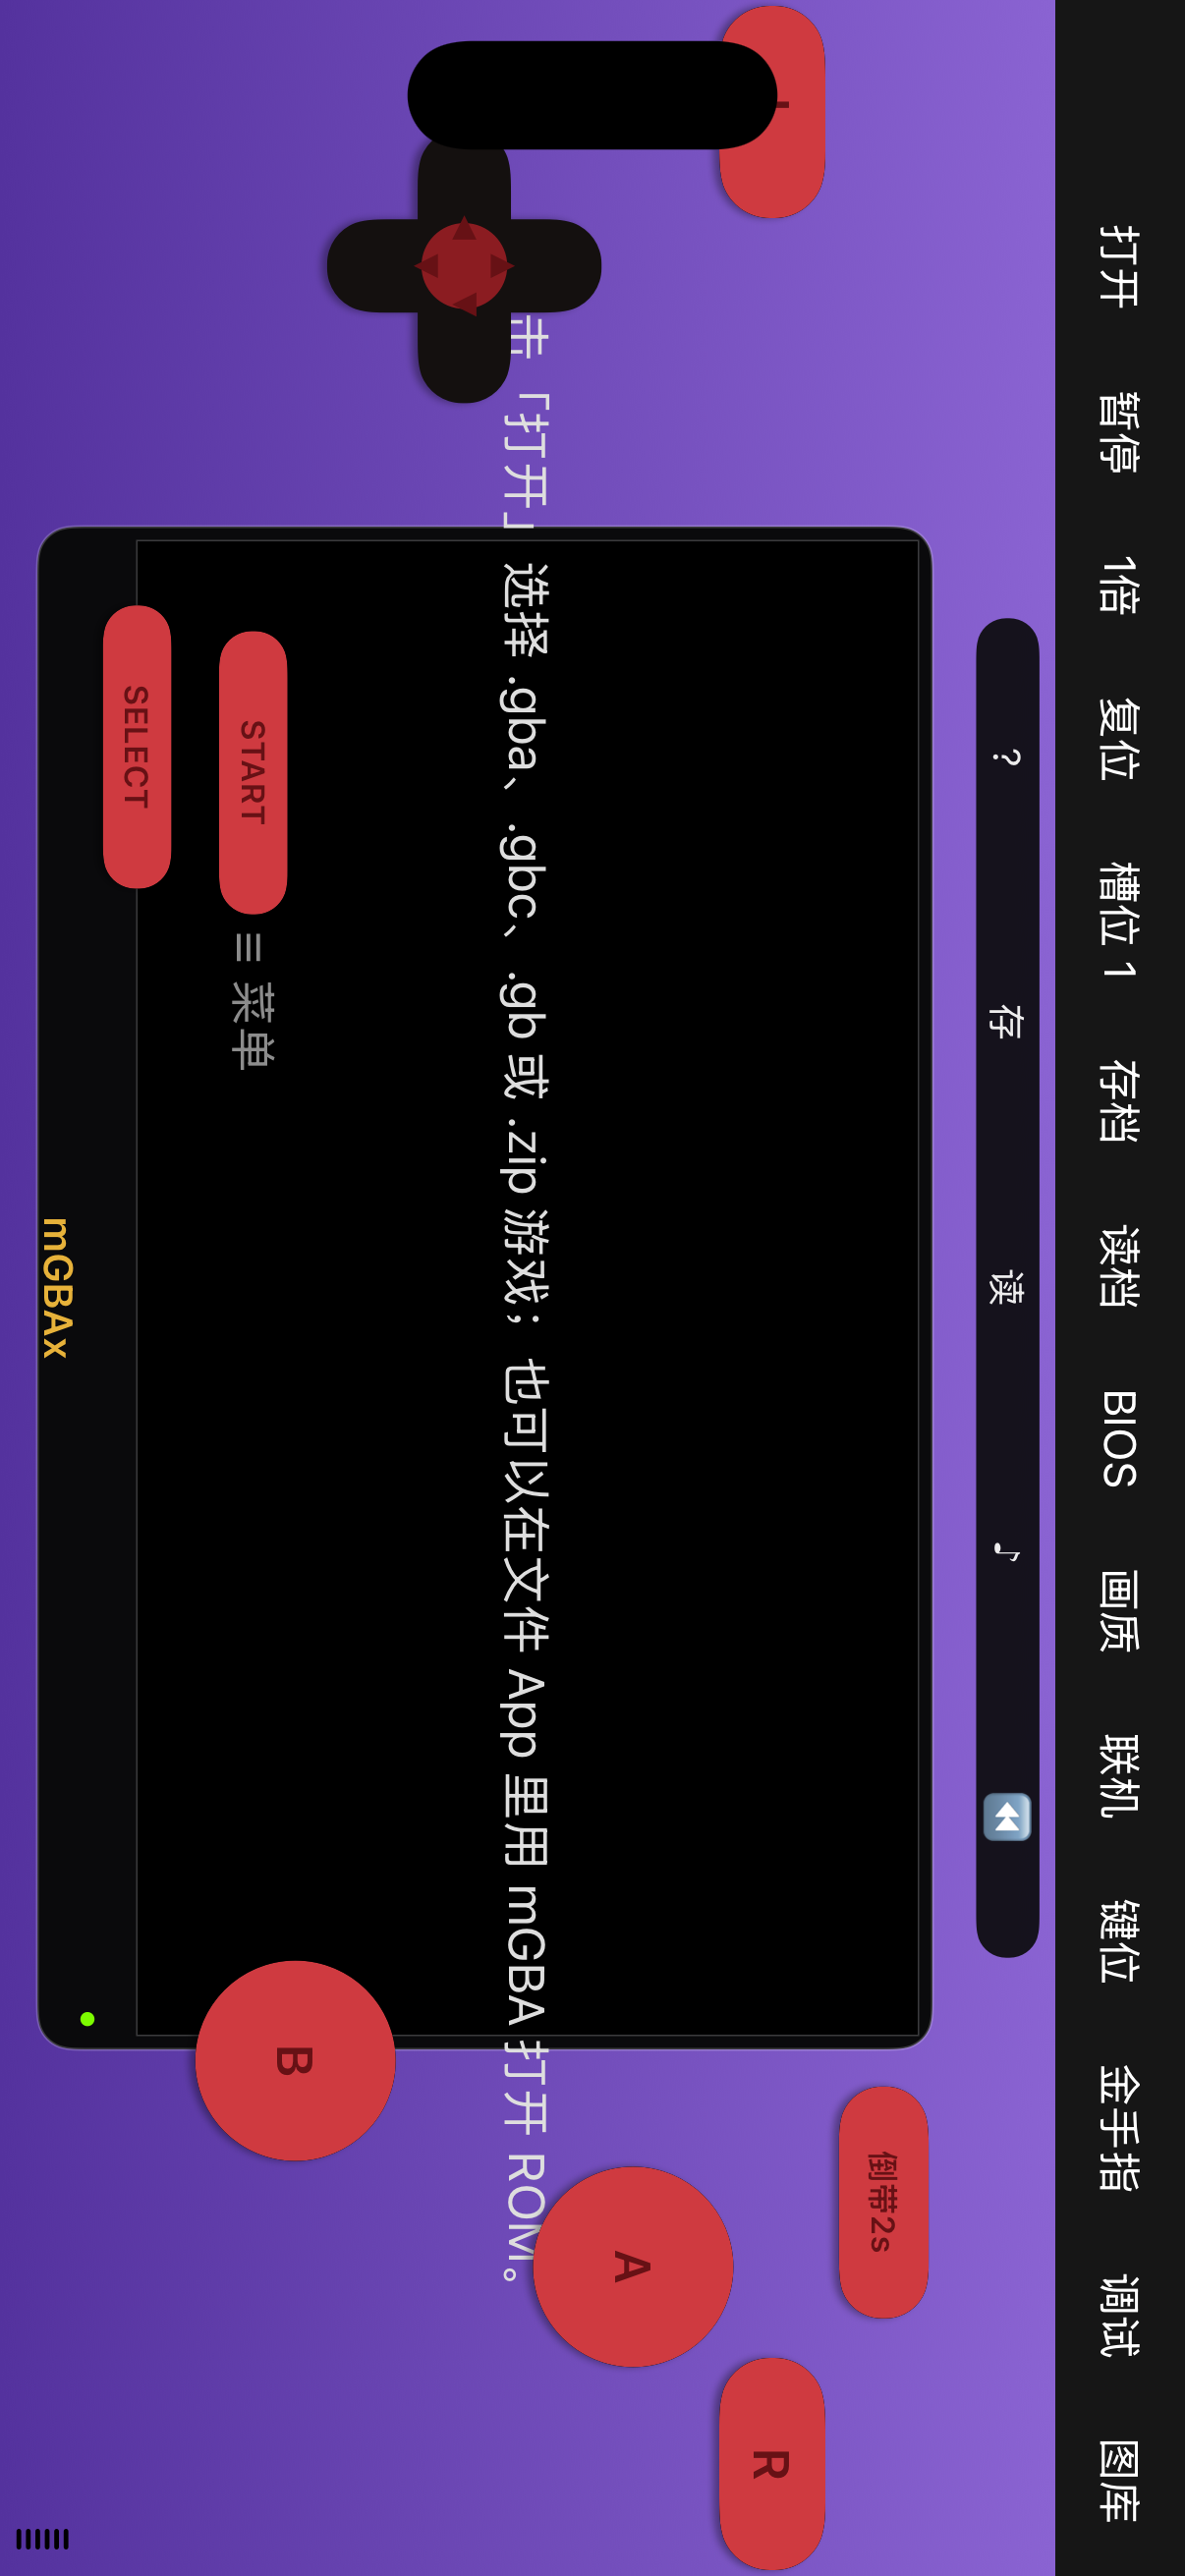 打开 暂停 1倍 复位 槽位 1 存档 读档 BIOS 画质 联机 键位 金手指 调试 图库
? 存 读 ♪ ⏪
倒带2s
R
A
击「打开」选择 .gba、.gbc、.gb 或 .zip 游戏；也可以在文件 App 里用 mGBA 打开 ROM。
B
START
≡ 菜单
SELECT
mGBAx